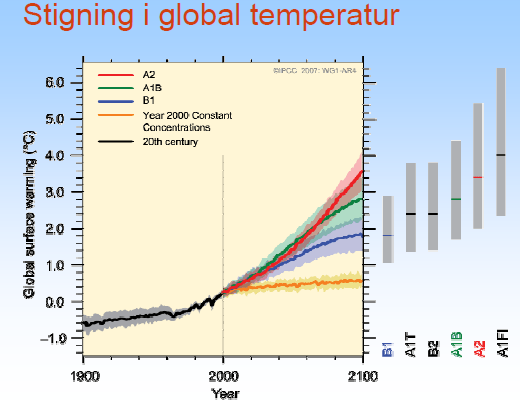 Stigning i global temperatur
©IPCC 2007: WG1-AR4
A2
A1B
B1
Year 2000 Constant
Concentrations
20th century
Global surface warming (°C)
6.0
5.0
4.0
3.0
2.0
1.0
0.0
−1.0
1900
2000
2100
Year
B1
A1T
B2
A1B
A2
A1FI